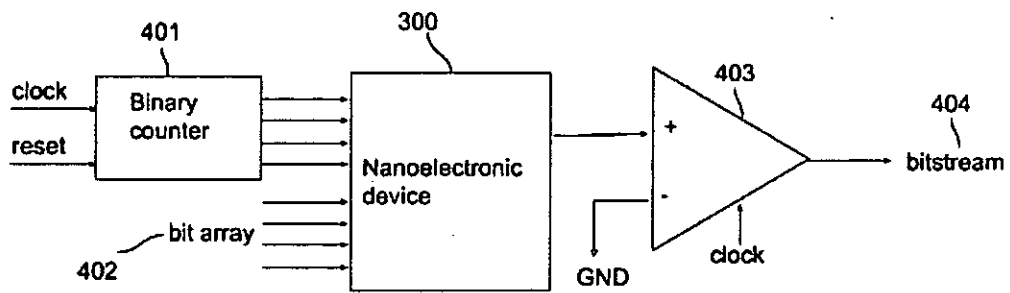 401
300
403
404
clock
reset
Binary
counter
Nanoelectronic
device
+
-
bitstream
bit array
402
GND
clock